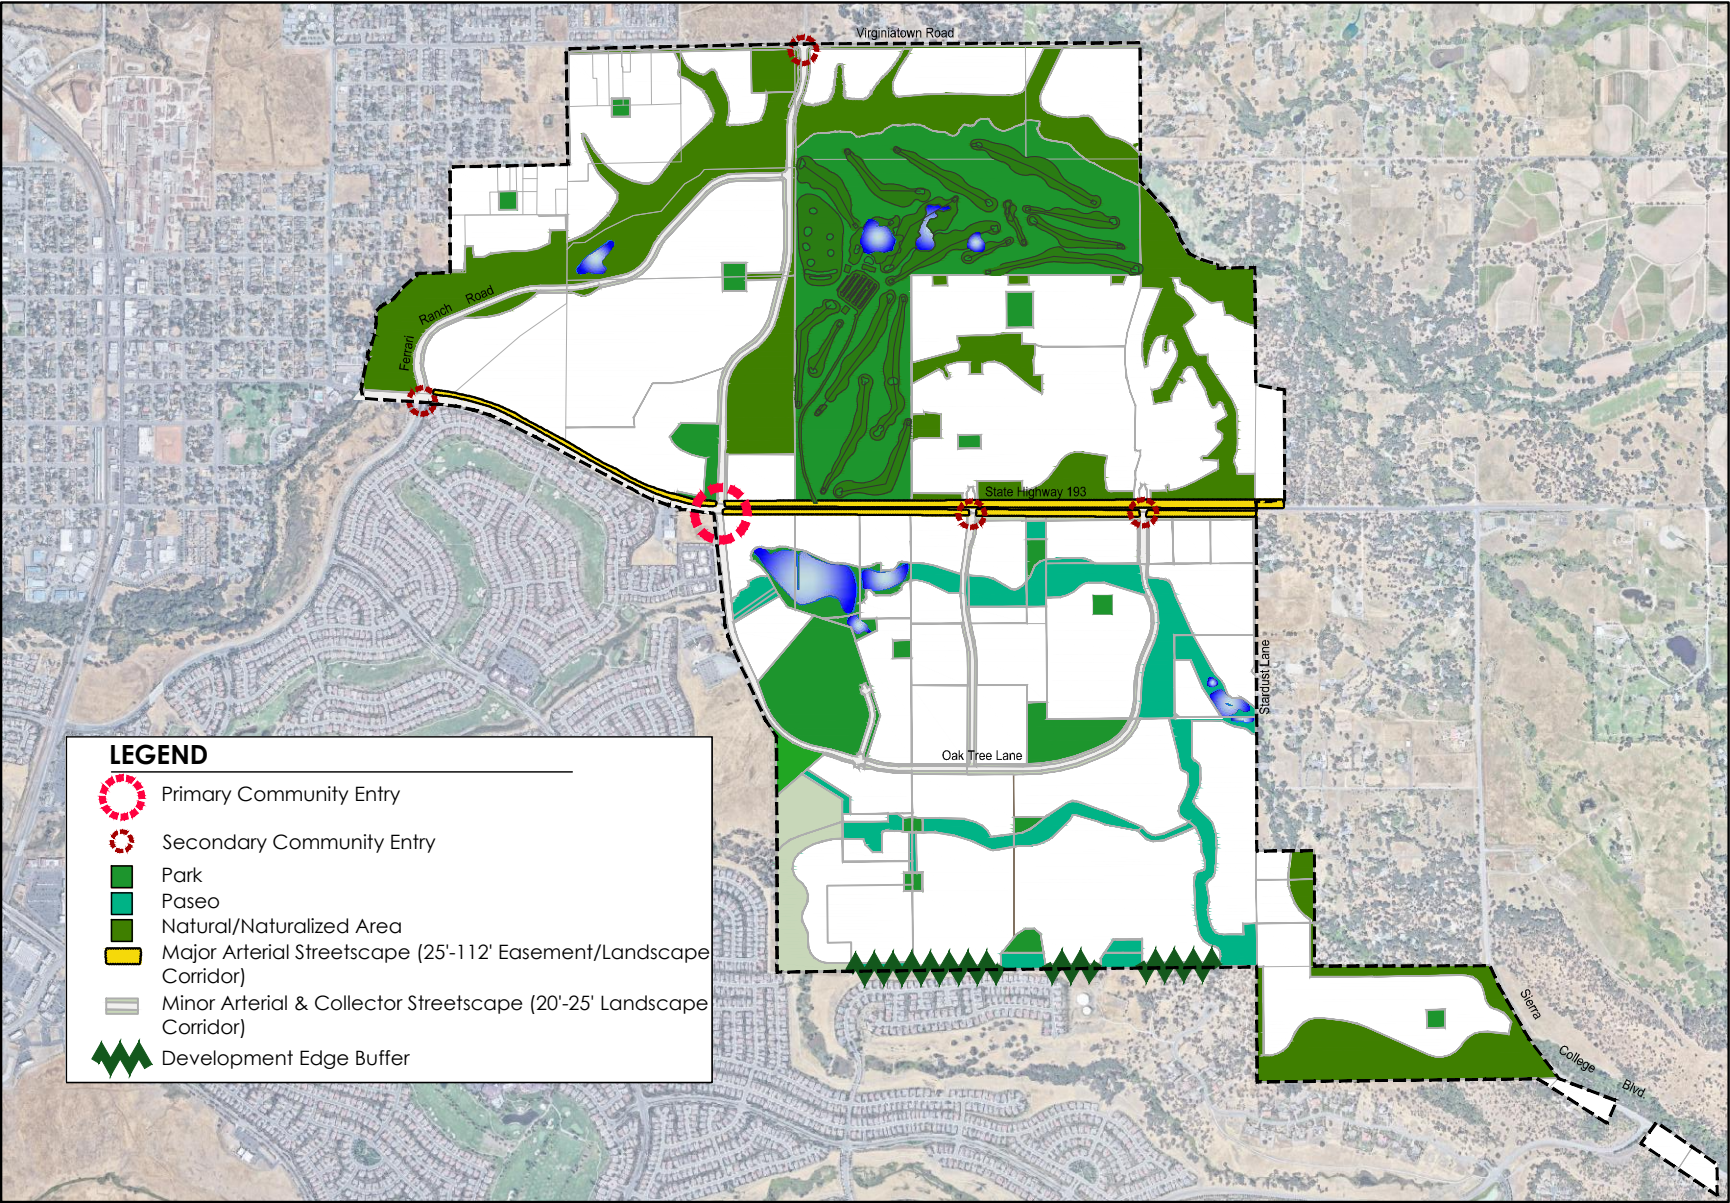 Virginiatown Road
Ferrari Ranch Road
State Highway 193
Stardust Lane
Oak Tree Lane
Sierra College Blvd.
LEGEND
Primary Community Entry
Secondary Community Entry
Park
Paseo
Natural/Naturalized Area
Major Arterial Streetscape (25'-112' Easement/Landscape
Corridor)
Minor Arterial & Collector Streetscape (20'-25' Landscape
Corridor)
Development Edge Buffer